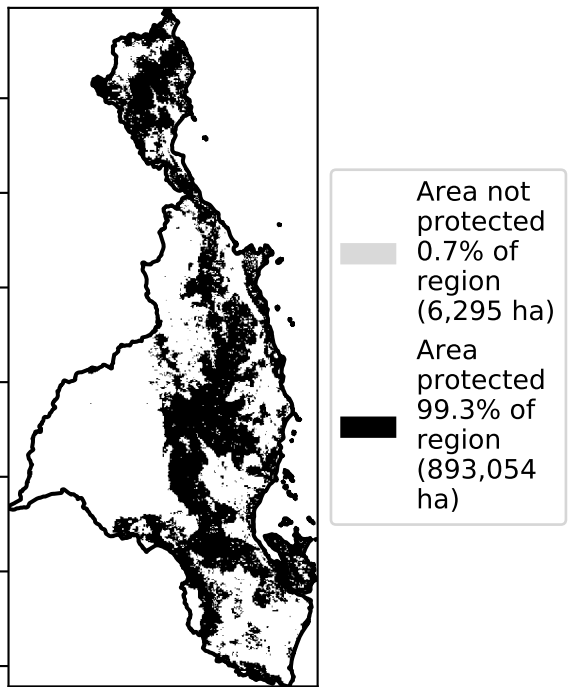 Area not
protected
0.7% of
region
(6,295 ha)
Area
protected
99.3% of
region
(893,054
ha)